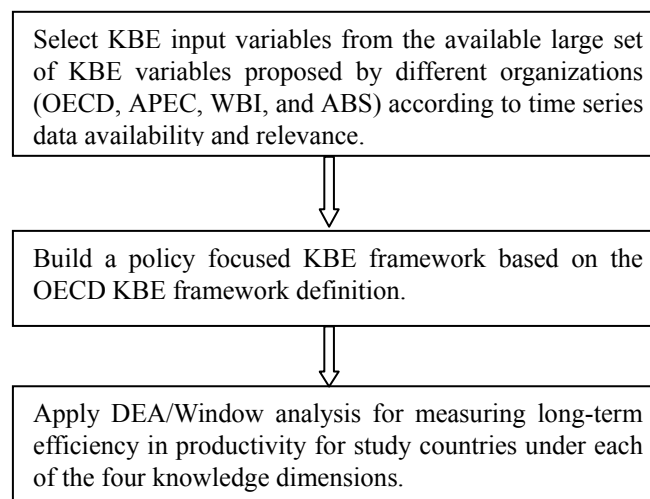 Select KBE input variables from the available large set
of KBE variables proposed by different organizations
(OECD, APEC, WBI, and ABS) according to time series
data availability and relevance.
Build a policy focused KBE framework based on the
OECD KBE framework definition.
Apply DEA/Window analysis for measuring long-term
efficiency in productivity for study countries under each
of the four knowledge dimensions.